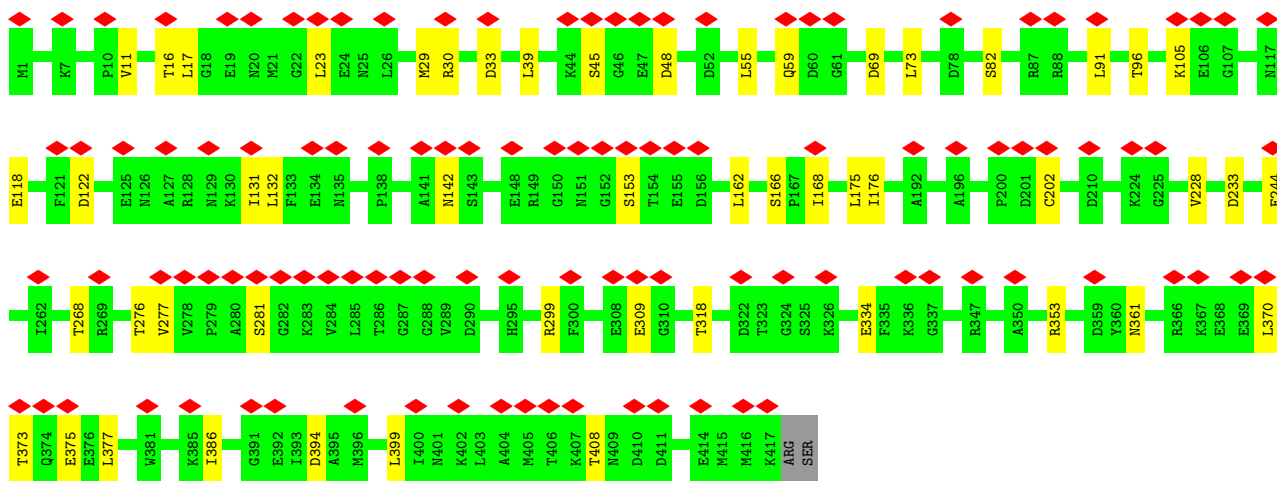 M1 K7 P10 V11 T16 L17 G18 E19 N20 M21 G22 L23 E24 N25 L26 M29 R30 D33 L39 K44 S45 G46 E47 D48 D52 L55 Q59 D60 G61 D69 L73 D78 S82 R87 R88 L91 T96 K105 E106 G107 N117
E118 F121 D122 E125 N126 A127 R128 N129 K130 I131 L132 F133 E134 N135 P138 A141 N142 S143 E148 R149 G150 N151 G152 S153 T154 E155 D156 L162 S166 P167 I168 L175 I176 A192 A196 P200 D201 C202 D210 K224 G225 V228 D233 E244
I262 T268 R269 T276 V277 V278 P279 A280 S281 G282 K283 V284 L285 T286 G287 G288 V289 D290 H295 R299 F300 E308 E309 G310 T318 D322 T323 G324 S325 K326 E334 F335 K336 G337 R347 A350 R353 D359 Y360 N361 R366 K367 E368 E369 L370
T373 Q374 E375 E376 L377 W381 K385 I386 G391 E392 I393 D394 A395 M396 L399 I400 N401 K402 L403 A404 M405 T406 K407 T408 N409 D410 D411 E414 M415 M416 K417 ARG SER